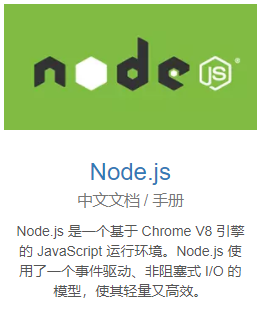 node
JS
®
Node.js
中文文档 / 手册
Node.js 是一个基于 Chrome V8 引擎
的 JavaScript 运行环境。Node.js 使
用了一个事件驱动、非阻塞式 I/O 的
模型，使其轻量又高效。